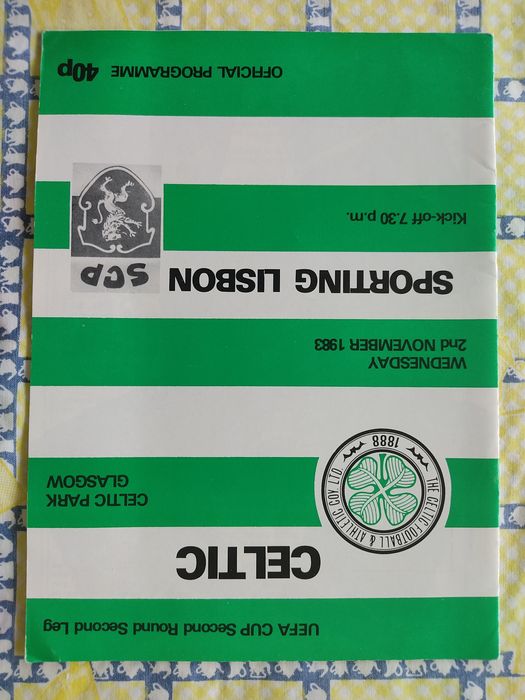 UEFA CUP Second Round Second Leg
CELTIC
THE CELTIC FOOTBALL & ATHLETIC COY LTD
1888
CELTIC PARK
GLASGOW
WEDNESDAY
2nd NOVEMBER 1983
SPORTING LISBON
SCP
Kick-off 7.30 p.m.
OFFICIAL PROGRAMME 40p